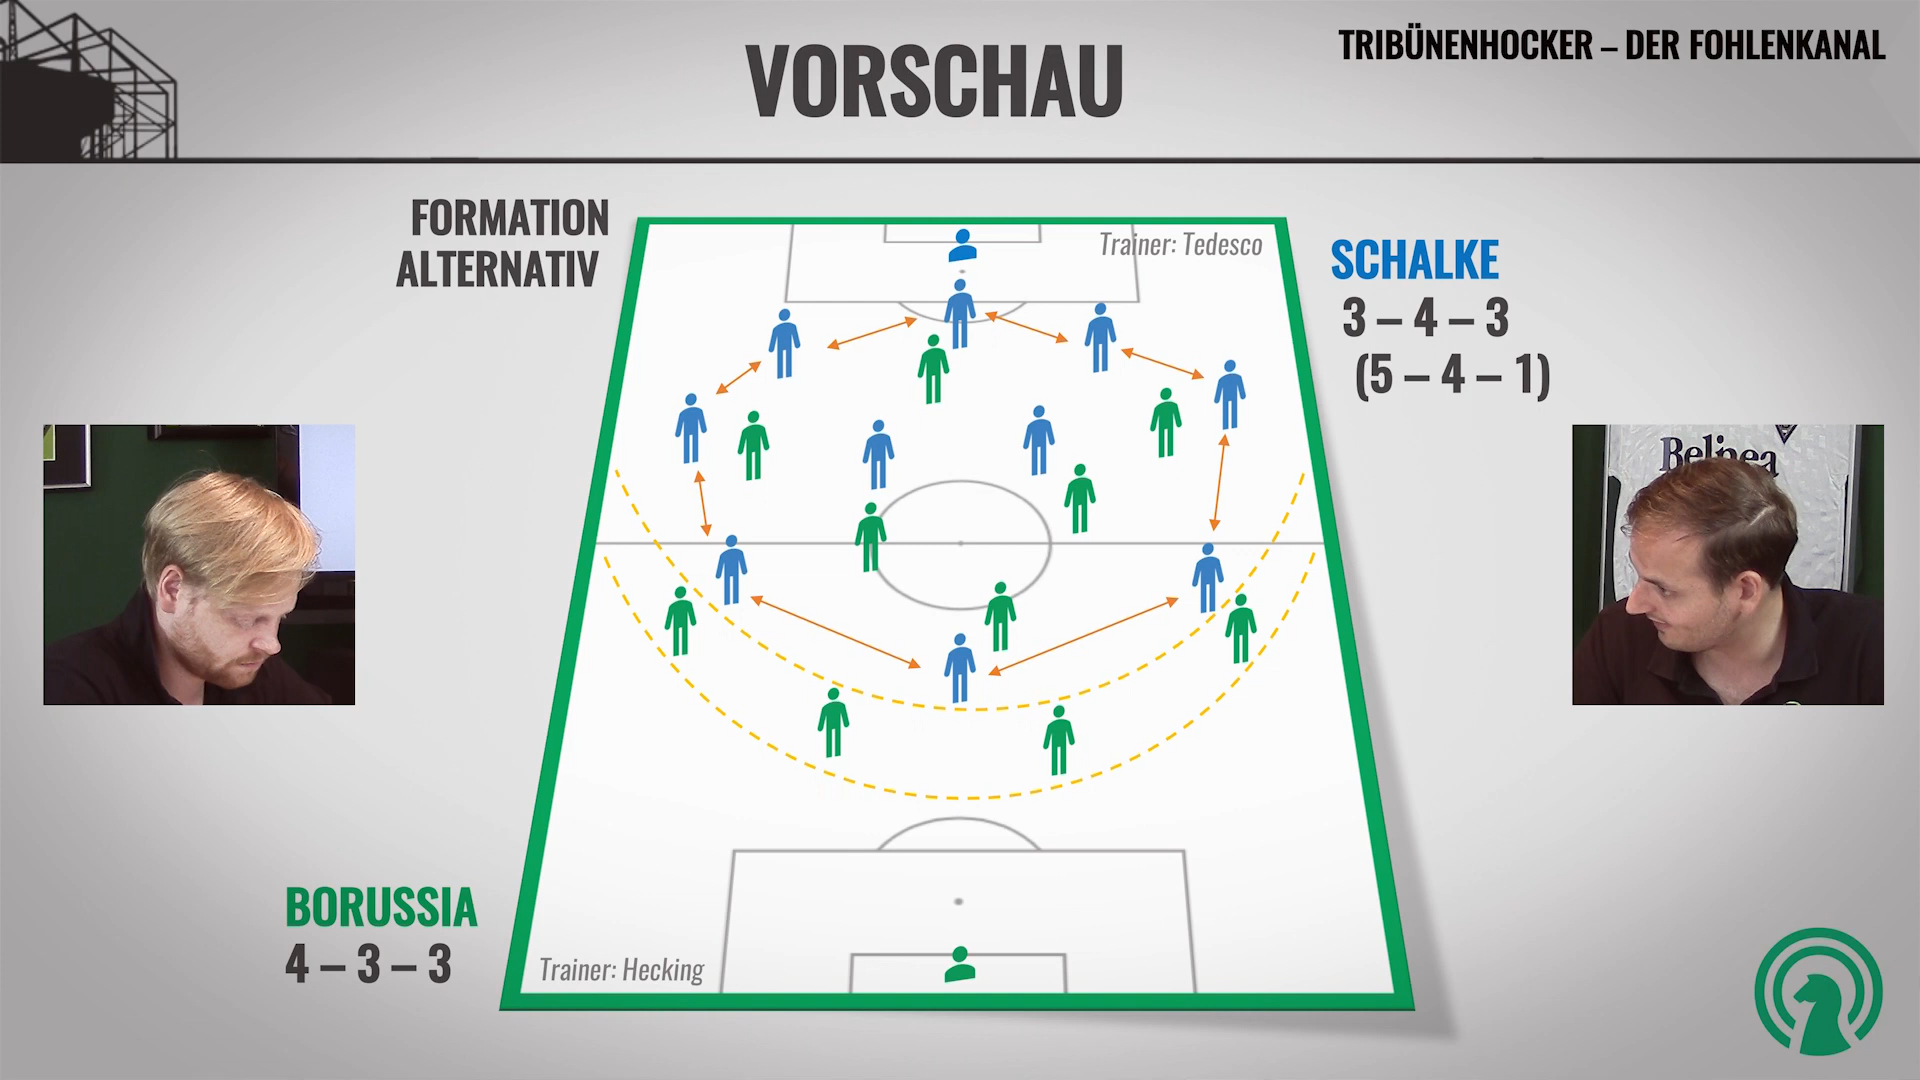 TRIBÜNENHOCKER – DER FOHLENKANAL
VORSCHAU
FORMATION
ALTERNATIV
Trainer: Tedesco
SCHALKE
3 – 4 – 3
(5 – 4 – 1)
Belinea
BORUSSIA
4 – 3 – 3
Trainer: Hecking